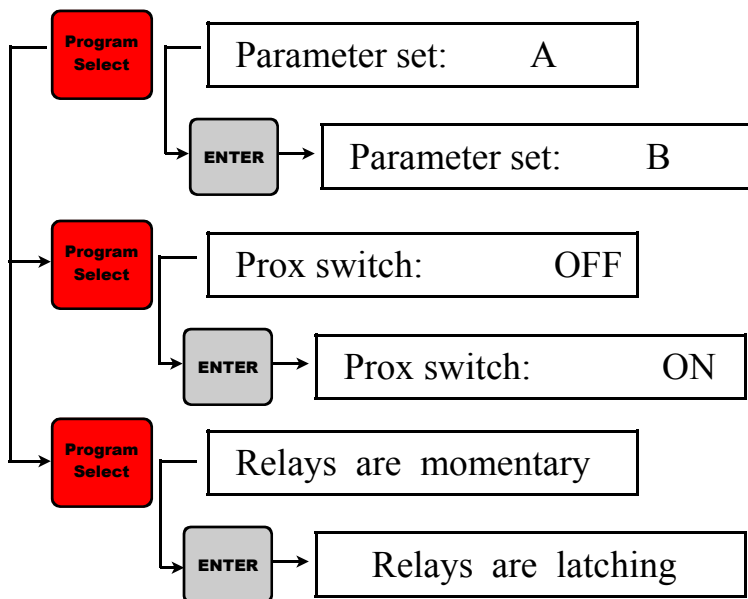 Program
Select
Parameter set: A
ENTER
Parameter set: B
Program
Select
Prox switch: OFF
ENTER
Prox switch: ON
Program
Select
Relays are momentary
ENTER
Relays are latching